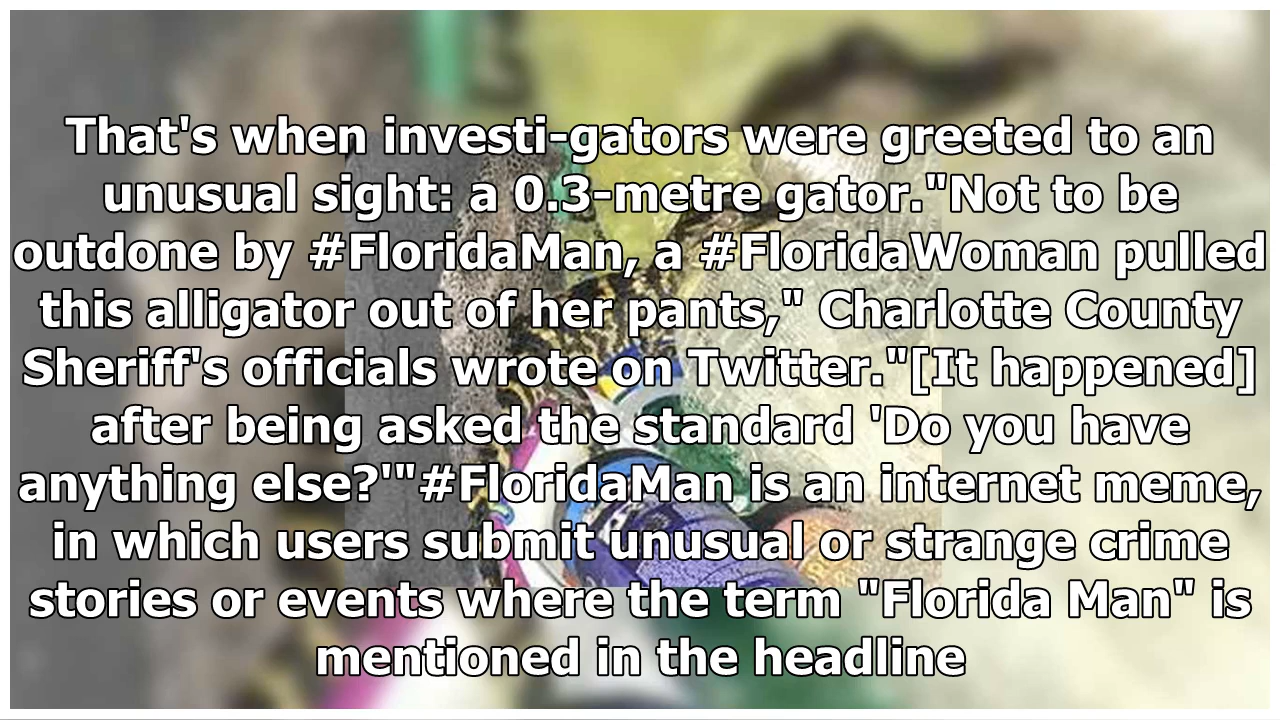 That's when investi-gators were greeted to an
unusual sight: a 0.3-metre gator."Not to be
outdone by #FloridaMan, a #FloridaWoman pulled
this alligator out of her pants," Charlotte County
Sheriff's officials wrote on Twitter."[It happened]
after being asked the standard 'Do you have
anything else?'"#FloridaMan is an internet meme,
in which users submit unusual or strange crime
stories or events where the term "Florida Man" is
mentioned in the headline